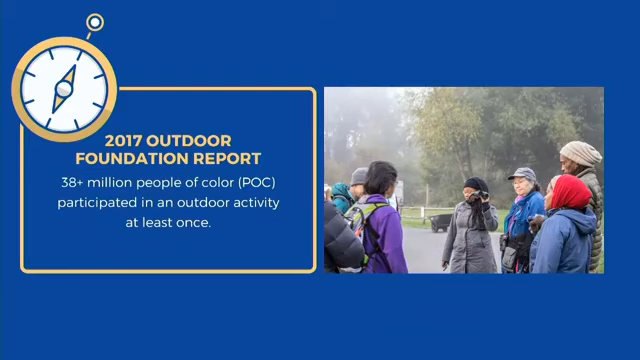 2017 OUTDOOR
FOUNDATION REPORT
38+ million people of color (POC)
participated in an outdoor activity
at least once.